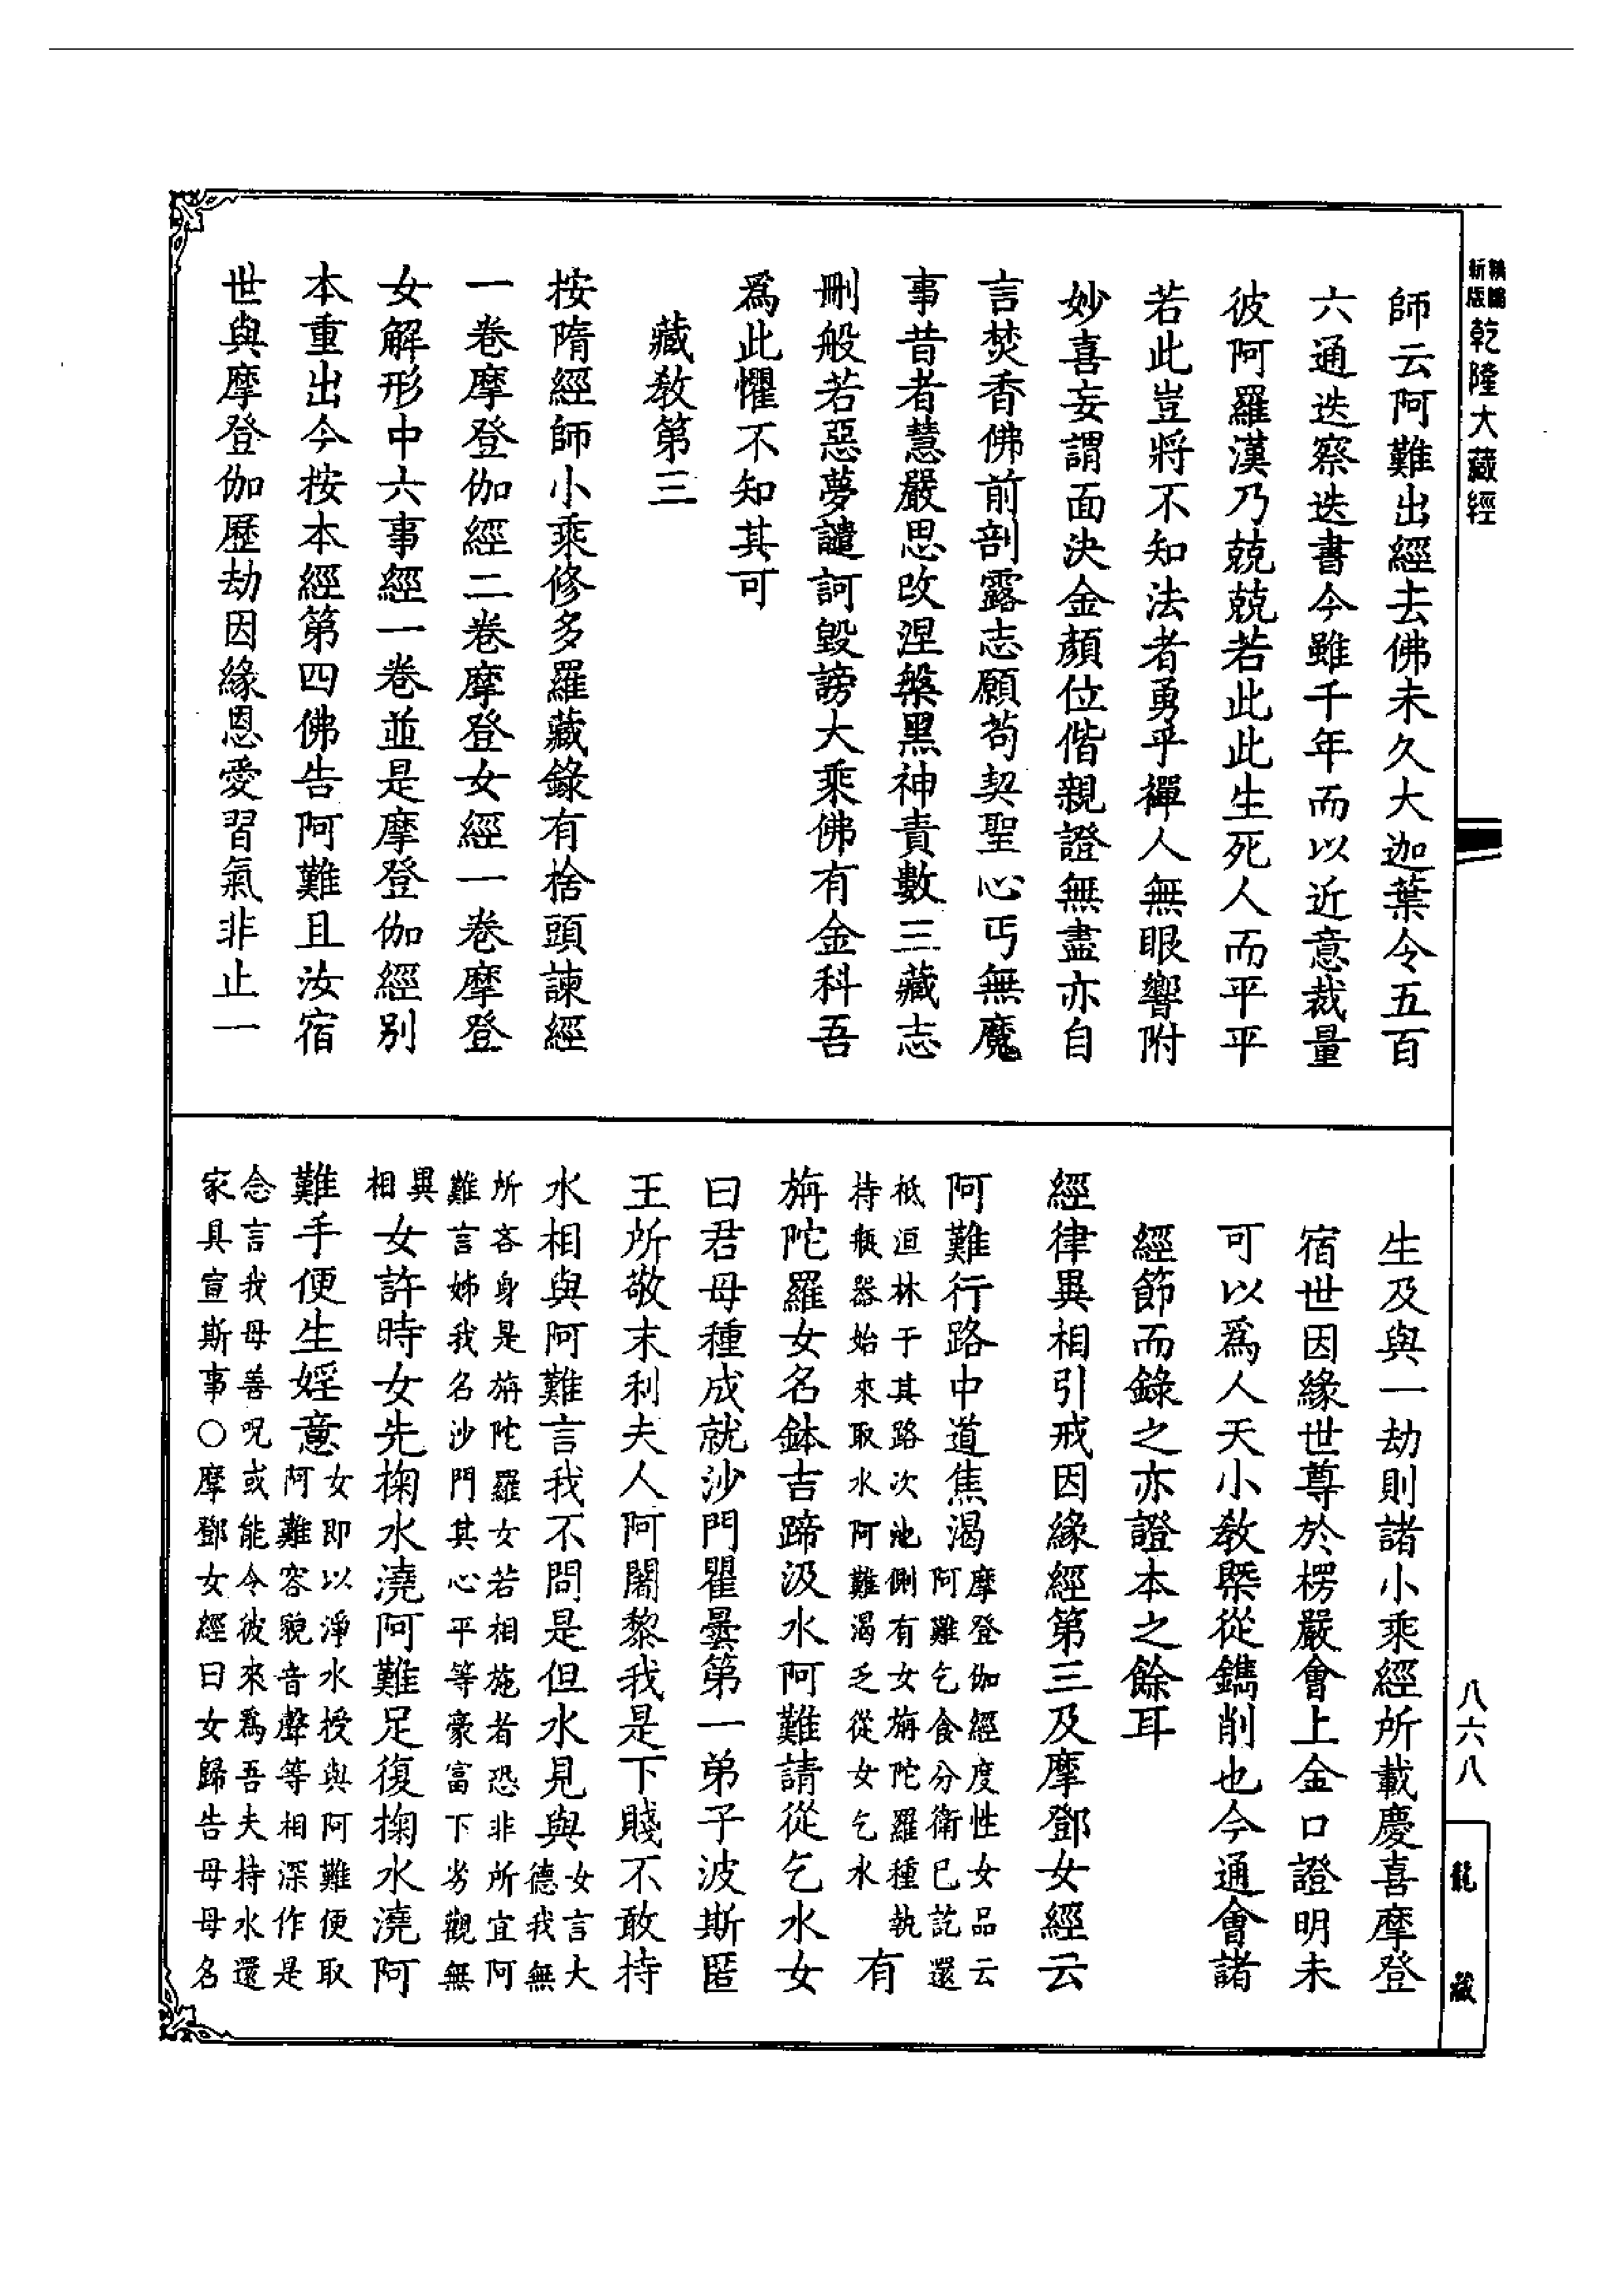 新版
精編
乾隆大藏經
師云阿難出經去佛未久大迦葉令五百
六通迭察迭書今雖千年而以近意裁量
彼阿羅漢乃兢兢若此此生死人而平平
若此豈將不知法者勇乎禪人無眼響附
妙喜妄謂面決金顏位偕親證無盡亦自
言焚香佛前剖露志願苟契聖心丐無魔
事昔者慧嚴思改涅槃黑神責數三藏志
刪般若惡夢譴訶毀謗大乘佛有金科吾
爲此懼不知其可
藏教第三
按隋經師小乘修多羅藏錄有捨頭諫經
一卷摩登伽經二卷摩登女經一卷摩登
女解形中六事經一卷並是摩登伽經別
本重出今按本經第四佛告阿難且汝宿
世與摩登伽歷劫因緣恩愛習氣非止一
生及與一劫則諸小乘經所載慶喜摩登
宿世因緣世尊於楞嚴會上金口證明未
可以爲人天小教槩從鐫削也今通會諸
經節而錄之亦證本之餘耳
經律異相引戒因緣經第三及摩鄧女經云
阿難行路中道焦渴摩登伽經度性女品云
阿難乞食分衛已訖還
祇洹林于其路次池側有女旃陀羅種執
持瓶器始來取水阿難渴乏從女乞水有
旃陀羅女名鉢吉蹄汲水阿難請從乞水女
曰君母種成就沙門瞿曇第一弟子波斯匿
王所敬末利夫人阿闍黎我是下賤不敢持
水相與阿難言我不問是但水見與女言大
德我無
所吝身是旃陀羅女若相施者恐非所宜阿
難言姊我名沙門其心平等豪富下劣觀無
異
相女許時女先掬水澆阿難足復掬水澆阿
難手便生婬意女即以淨水授與阿難便取
阿難容貌音聲等相深作是
念言我母善呪或能令彼來爲吾夫持水還
家具宣斯事○摩鄧女經曰女歸告母母名
八六八
龍藏